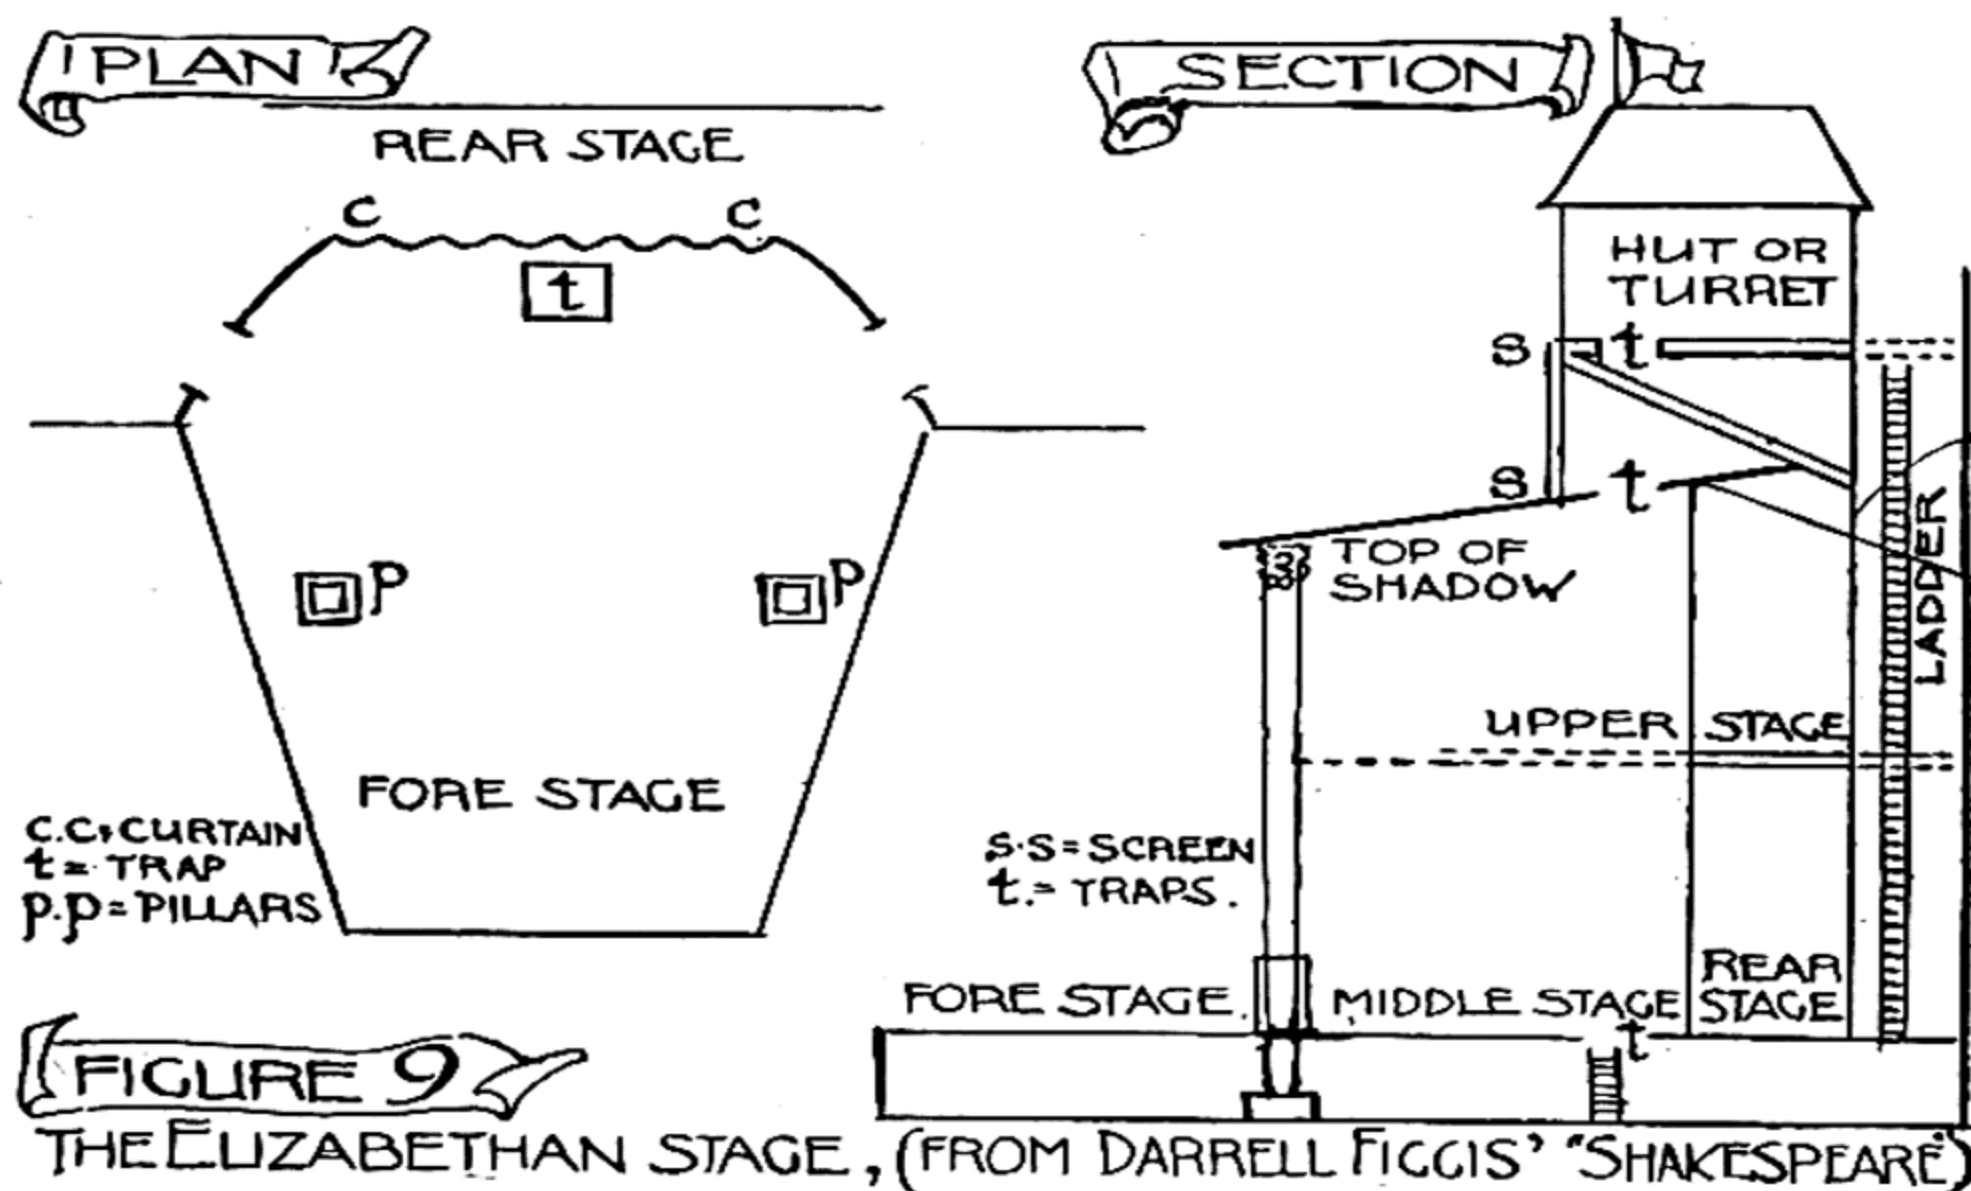 PLAN
REAR STAGE
C C
t
p p
FORE STAGE
C.C. CURTAIN
t = TRAP
p.p = PILLARS
SECTION
HUT OR
TURRET
S t
S t
TOP OF
SHADOW
LADDER
UPPER STAGE
S.S = SCREEN
t. = TRAPS.
REAR
FORE STAGE. MIDDLE STAGE STAGE
t
FIGURE 9
THE ELIZABETHAN STAGE, (FROM DARRELL FIGGIS' "SHAKESPEARE")